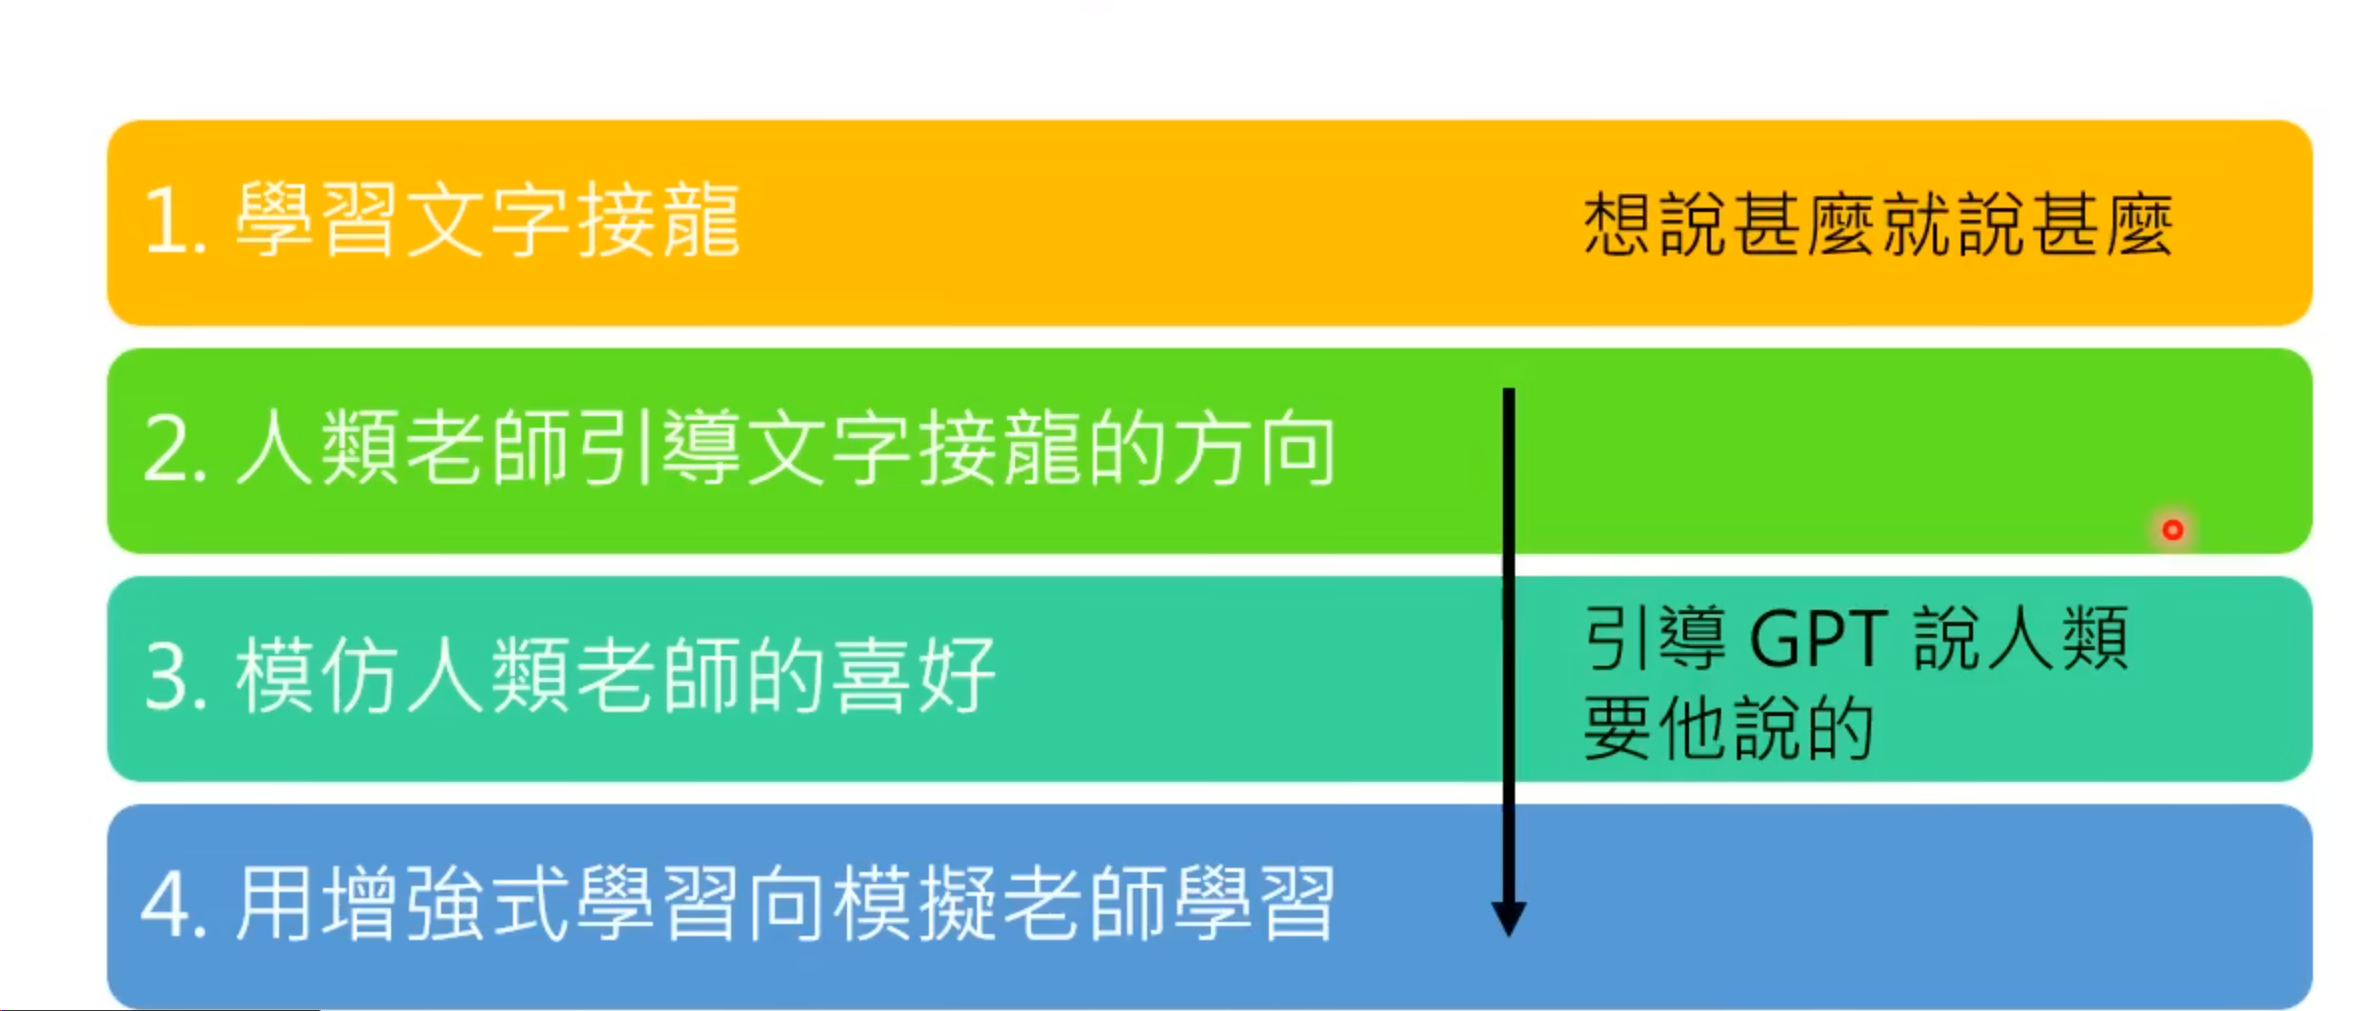 1. 學習文字接龍
想說甚麼就說甚麼
2. 人類老師引導文字接龍的方向
3. 模仿人類老師的喜好
引導 GPT 說人類
要他說的
4. 用增強式學習向模擬老師學習